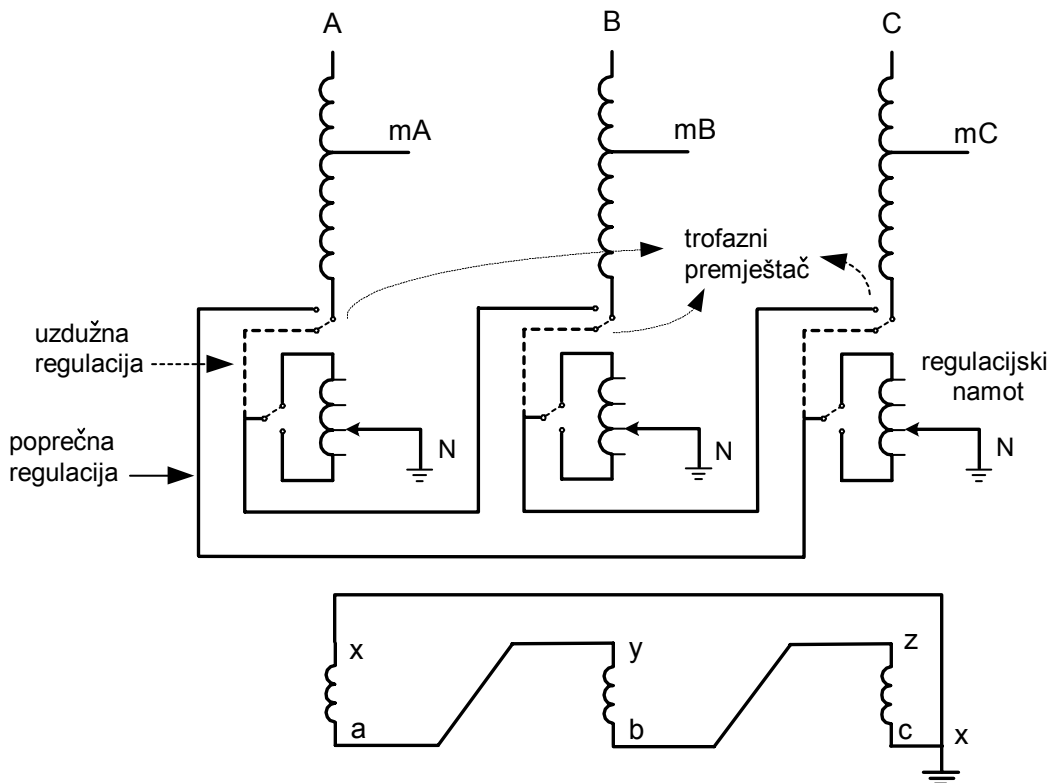 A
B
C
mA
mB
mC
trofazni
premještač
uzdužna
regulacija
regulacijski
namot
poprečna
regulacija
N
N
N
x
y
z
a
b
c
x